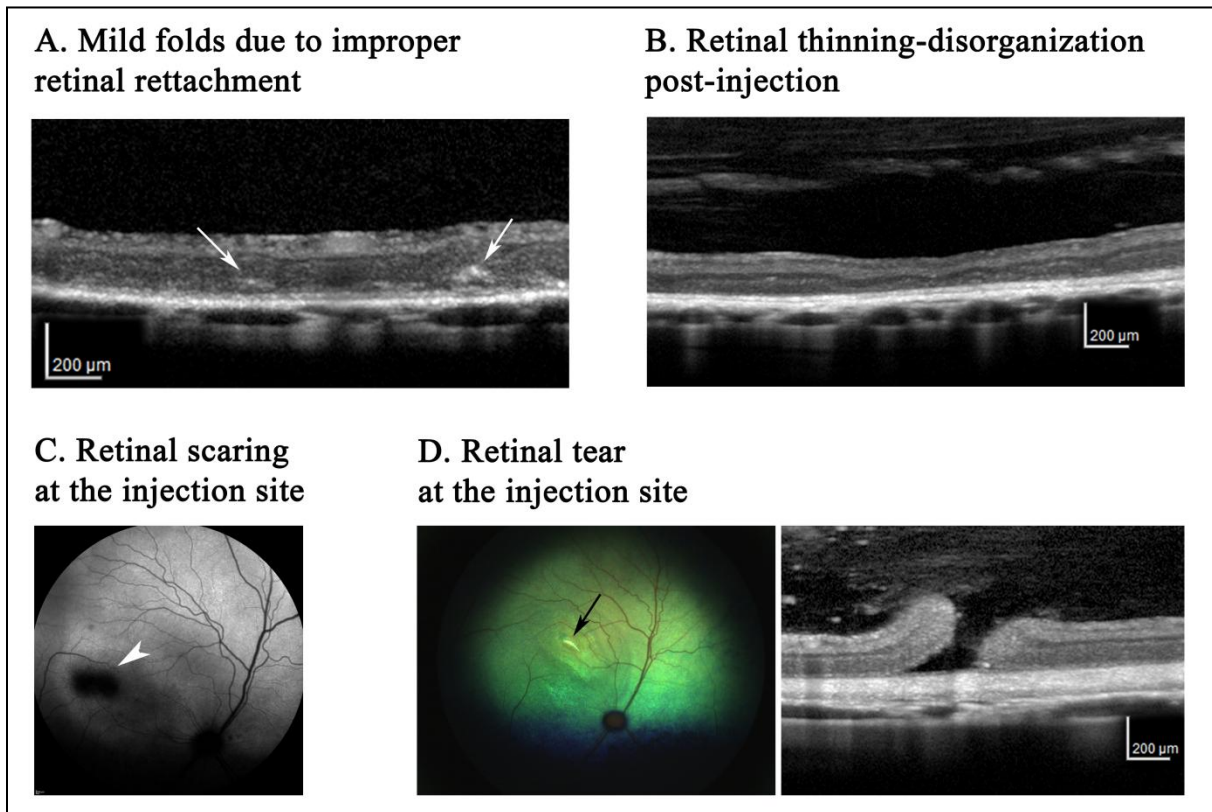 A. Mild folds due to improper
retinal rettachment
B. Retinal thinning-disorganization
post-injection
200 µm
200 µm
C. Retinal scaring
at the injection site
D. Retinal tear
at the injection site
200 µm